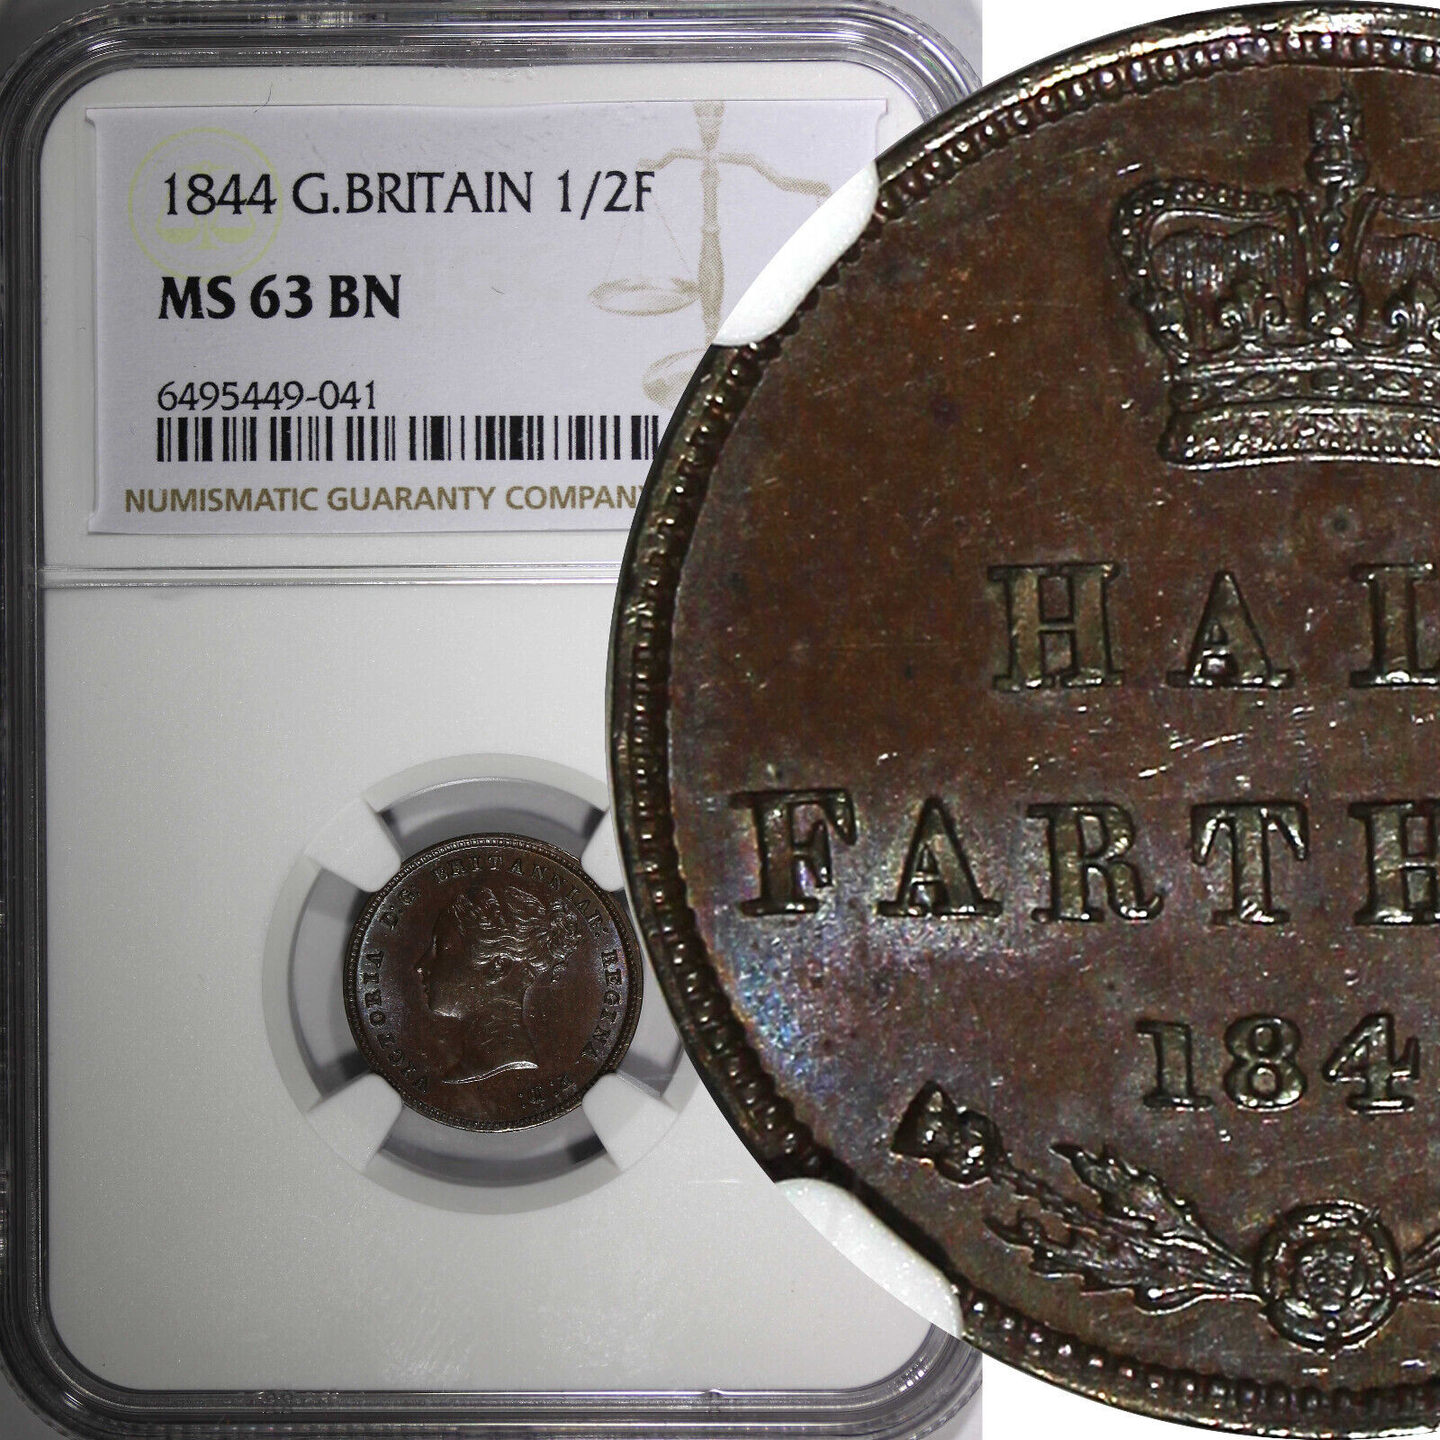 1844 G.BRITAIN 1/2F
MS 63 BN
6495449-041
NUMISMATIC GUARANTY COMPANY
VICTORIA D: G: BRITANNIAR: REGINA F: D:
HAL
FARTH
184